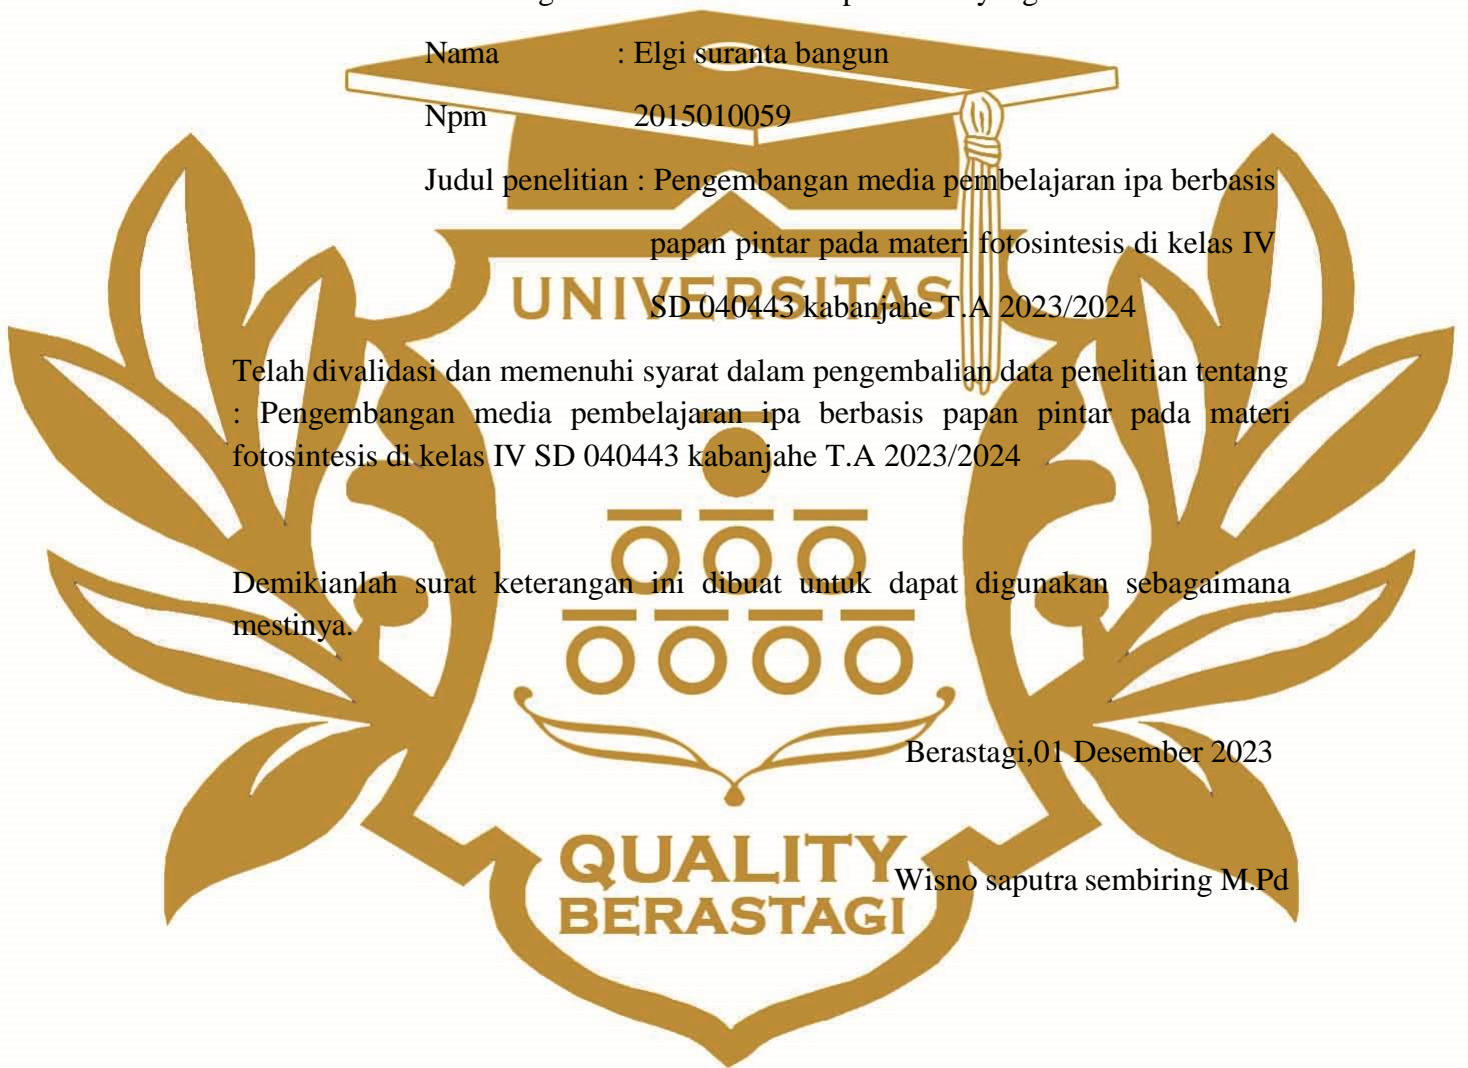 Nama : Elgi suranta bangun
Npm 2015010059
Judul penelitian : Pengembangan media pembelajaran ipa berbasis
papan pintar pada materi fotosintesis di kelas IV
UNIVERSITAS
SD 040443 kabanjahe T.A 2023/2024
Telah divalidasi dan memenuhi syarat dalam pengembalian data penelitian tentang
: Pengembangan media pembelajaran ipa berbasis papan pintar pada materi
fotosintesis di kelas IV SD 040443 kabanjahe T.A 2023/2024
Demikianlah surat keterangan ini dibuat untuk dapat digunakan sebagaimana
mestinya.
Berastagi,01 Desember 2023
QUALITY
Wisno saputra sembiring M.Pd
BERASTAGI